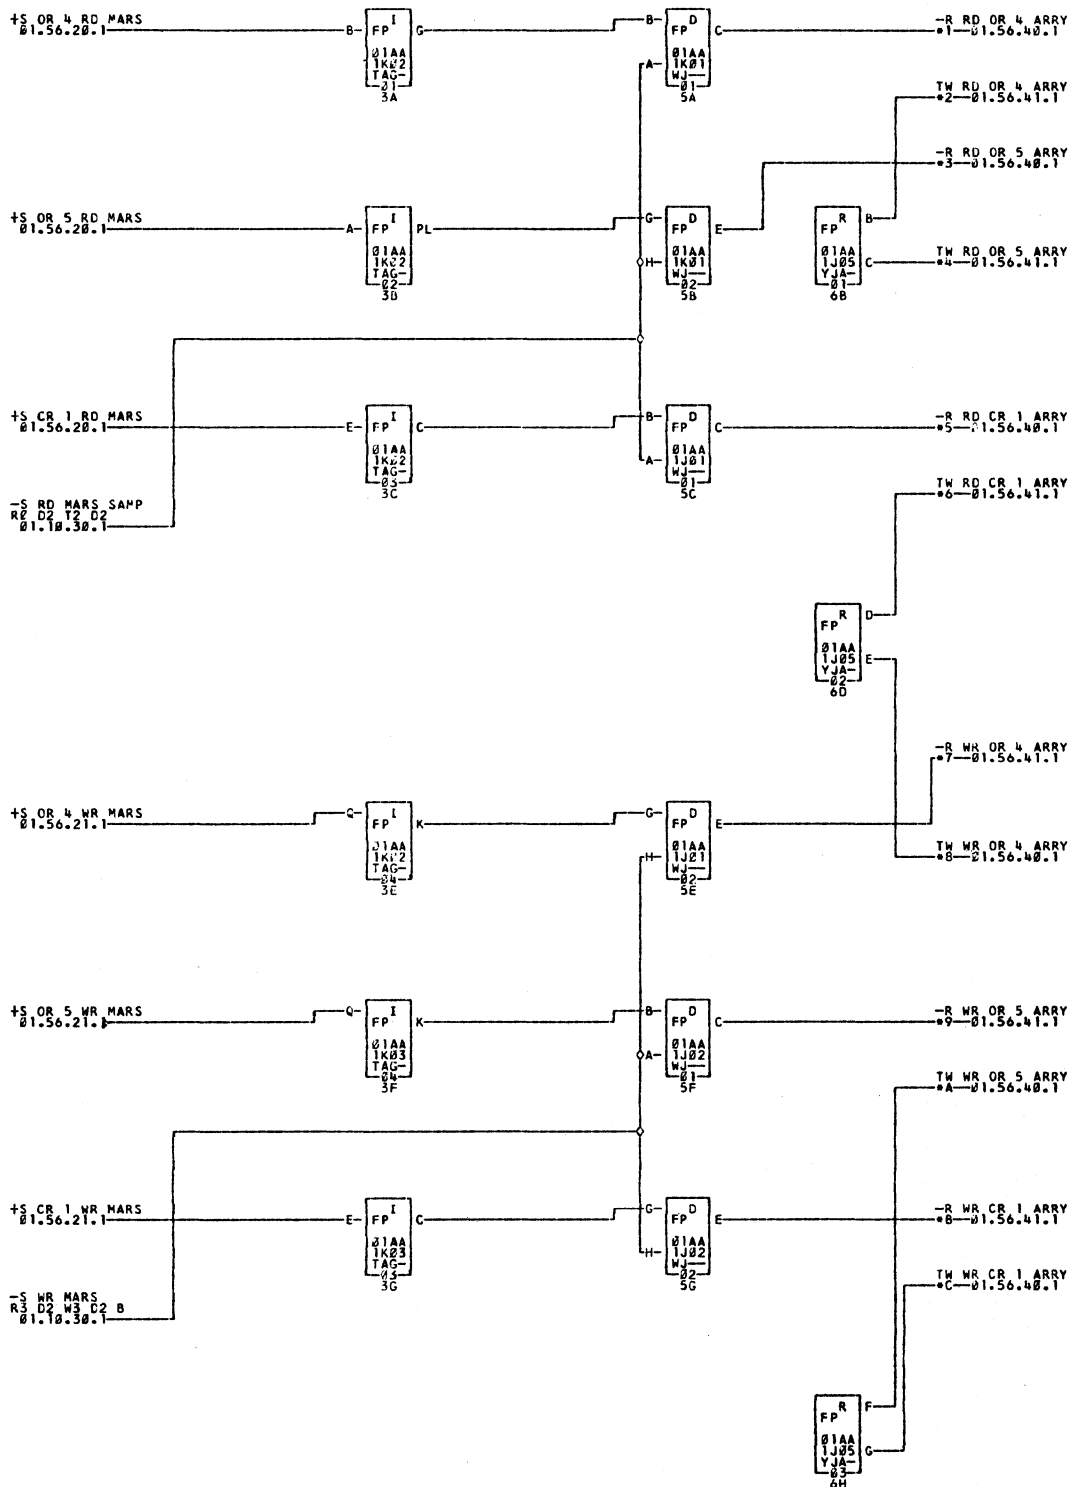 +S OR 4 RD MARS
01.56.20.1
B
I
FP
G
01AA
1K02
TAG-
01
3A
B
A
D
FP
C
01AA
1K01
WJ--
01
5A
-R RD OR 4 ARRY
*1 01.56.40.1
TW RD OR 4 ARRY
*2 01.56.41.1
-R RD OR 5 ARRY
*3 01.56.40.1
+S OR 5 RD MARS
01.56.20.1
A
I
FP
PL
01AA
1K02
TAG-
02
3B
G
H
D
FP
E
01AA
1K01
WJ--
02
5B
R
FP
B
C
01AA
1J05
YJA-
01
6B
TW RD OR 5 ARRY
*4 01.56.41.1
+S CR 1 RD MARS
01.56.20.1
E
I
FP
C
01AA
1K02
TAG-
03
3C
B
A
D
FP
C
01AA
1J01
WJ--
01
5C
-R RD CR 1 ARRY
*5 01.56.40.1
TW RD CR 1 ARRY
*6 01.56.41.1
-S RD MARS SAMP
R0 D2 T2 D2
01.10.30.1
R
FP
D
E
01AA
1J05
YJA-
02
6D
-R WR OR 4 ARRY
*7 01.56.41.1
+S OR 4 WR MARS
01.56.21.1
Q
I
FP
K
01AA
1K02
TAG-
04
3E
G
H
D
FP
E
01AA
1J01
WJ--
02
5E
TW WR OR 4 ARRY
*8 01.56.40.1
+S OR 5 WR MARS
01.56.21.
Q
I
FP
K
01AA
1K03
TAG-
04
3F
B
A
D
FP
C
01AA
1J02
WJ--
01
5F
-R WR OR 5 ARRY
*9 01.56.41.1
TW WR OR 5 ARRY
*A 01.56.40.1
+S CR 1 WR MARS
01.56.21.1
E
I
FP
C
01AA
1K03
TAG-
03
3G
G
H
D
FP
E
01AA
1J02
WJ--
02
5G
-R WR CR 1 ARRY
*B 01.56.41.1
TW WR CR 1 ARRY
*C 01.56.40.1
-S WR MARS
R3 D2 W3 D2 B
01.10.30.1
R
FP
F
G
01AA
1J05
YJA-
03
6H